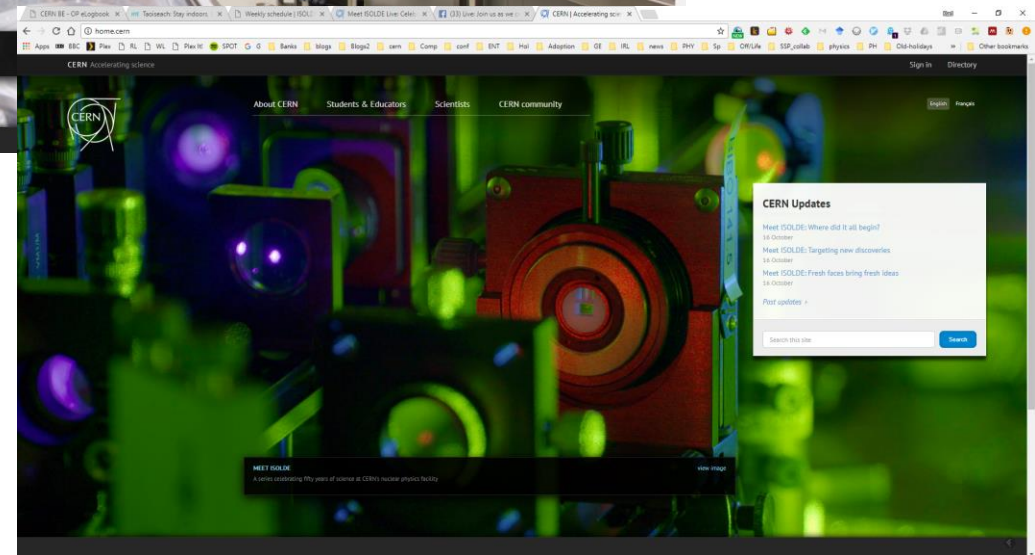 CERN BE - OP eLogbook
Taoiseach: Stay indoors
Weekly schedule | ISOLD
Meet ISOLDE Live: Celeb
(33) Live: Join us as we
CERN | Accelerating scie
home.cern
Apps BBC Plex RL WL Plex It! SPOT G G Banks blogs Blogs2 cern Comp conf ENT Hol Adoption GE IRL news PHY Sp Off/Life SSP_collab physics PH Old-holidays » Other bookmarks
CERN Accelerating science
Sign in Directory
CERN
About CERN Students & Educators Scientists CERN community
English Français
CERN Updates
Meet ISOLDE: Where did it all begin?
16 October
Meet ISOLDE: Targeting new discoveries
16 October
Meet ISOLDE: Fresh faces bring fresh ideas
16 October
Past updates ›
Search this site Search
MEET ISOLDE view image
A series celebrating fifty years of science at CERN's nuclear physics facility